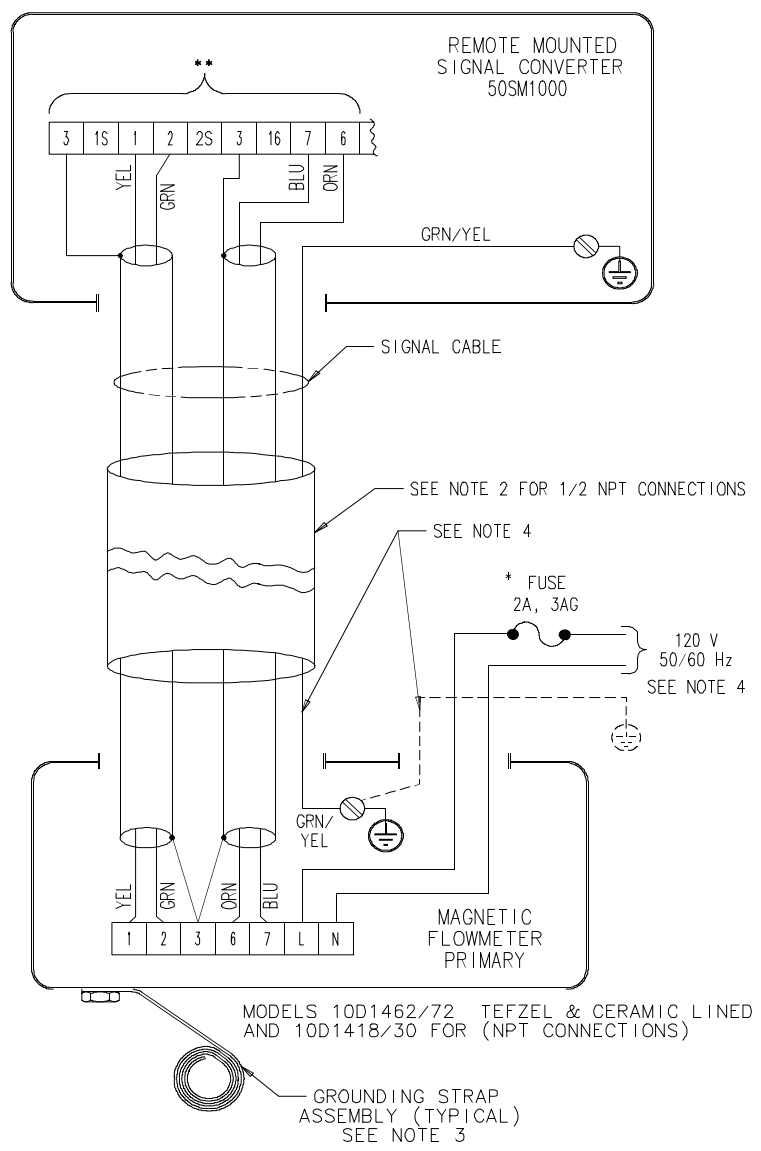 REMOTE MOUNTED
SIGNAL CONVERTER
50SM1000
**
3 1S 1 2 2S 3 16 7 6
YEL
GRN
BLU
ORN
GRN/YEL
SIGNAL CABLE
SEE NOTE 2 FOR 1/2 NPT CONNECTIONS
SEE NOTE 4
* FUSE
2A, 3AG
120 V
50/60 Hz
SEE NOTE 4
GRN/
YEL
YEL
GRN
ORN
BLU
1 2 3 6 7 L N
MAGNETIC
FLOWMETER
PRIMARY
MODELS 10D1462/72 TEFZEL & CERAMIC LINED
AND 10D1418/30 FOR (NPT CONNECTIONS)
GROUNDING STRAP
ASSEMBLY (TYPICAL)
SEE NOTE 3